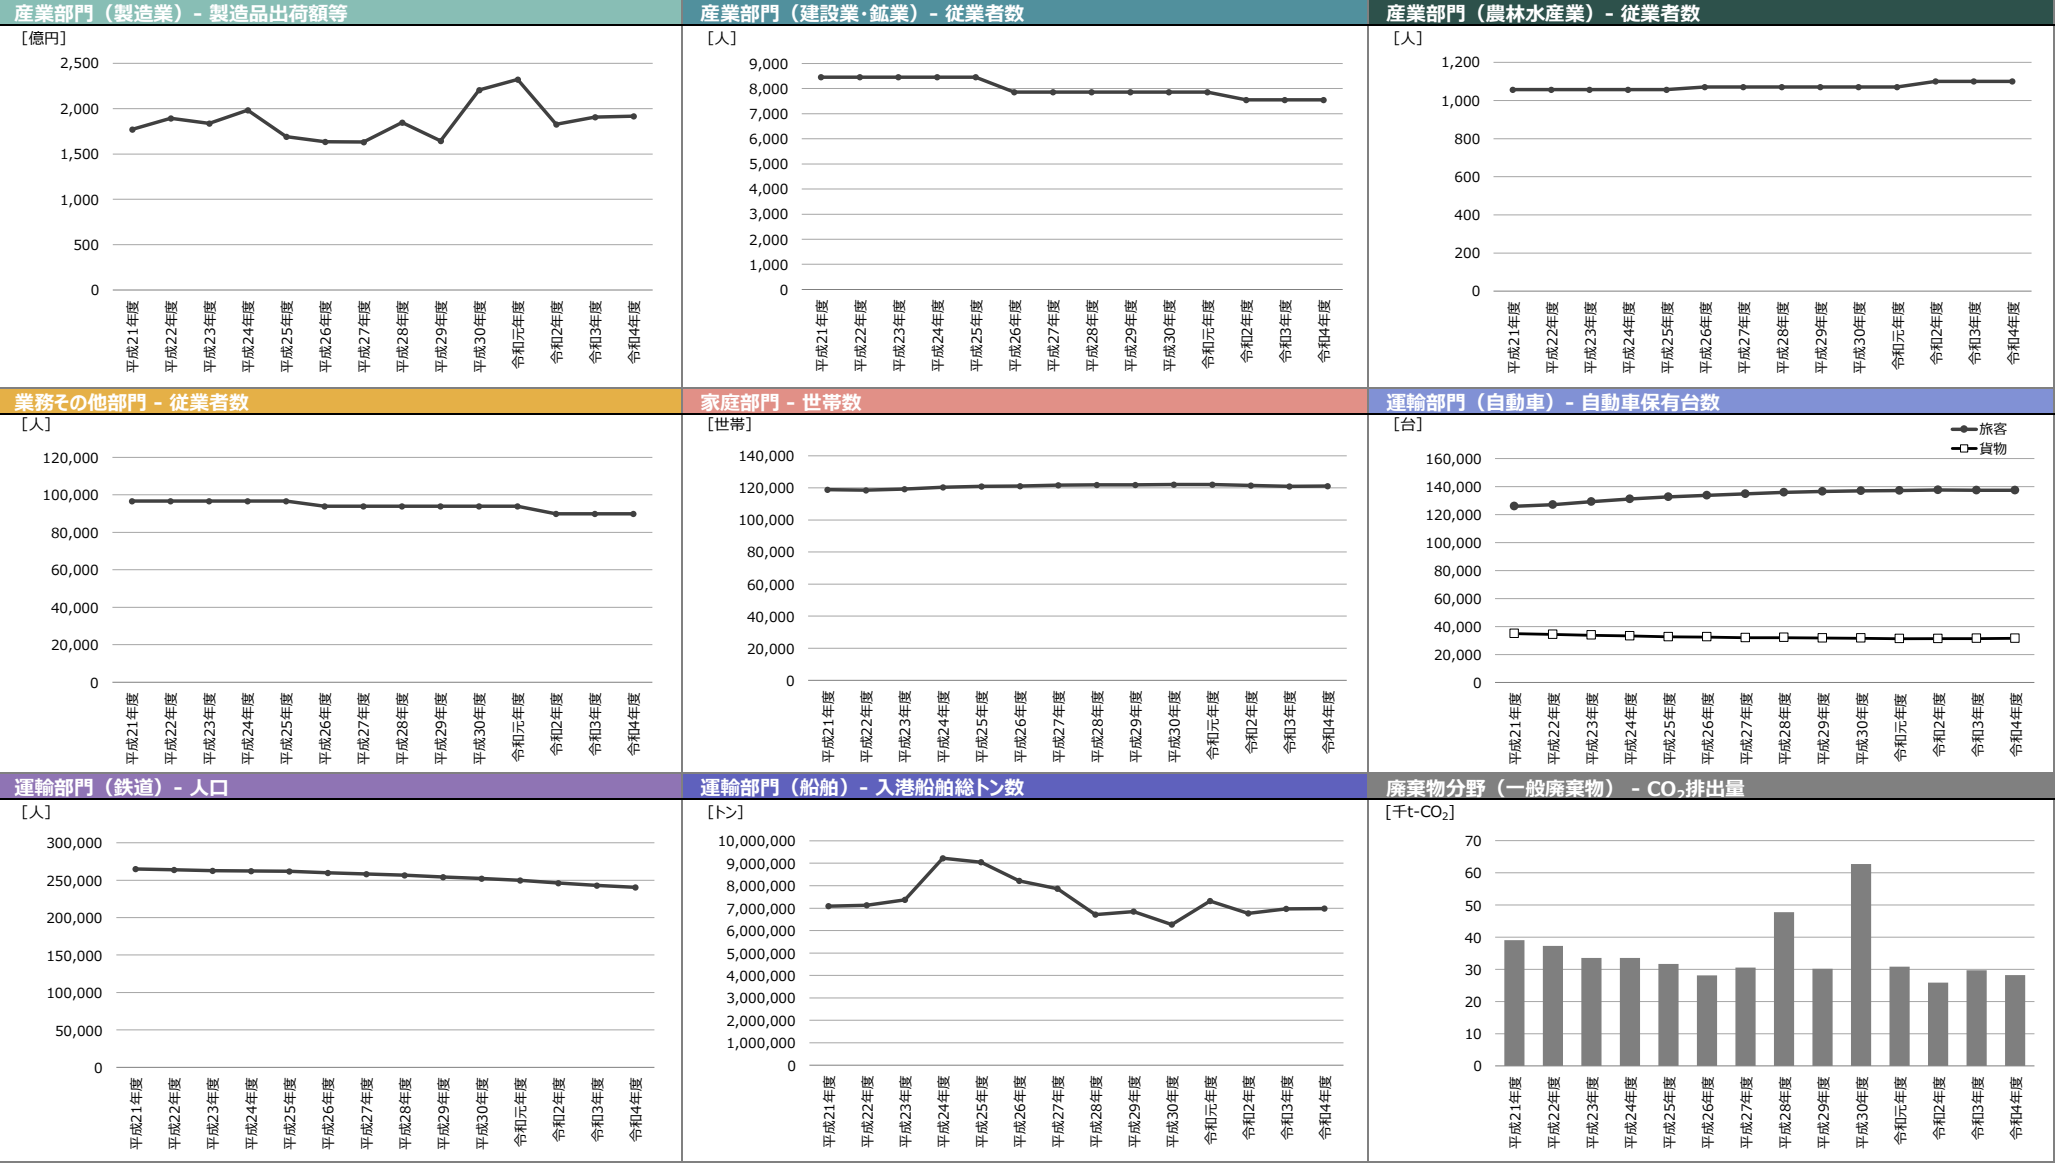 産業部門（製造業）- 製造品出荷額等
[億円]
2,500
2,000
1,500
1,000
500
0
平成21年度
平成22年度
平成23年度
平成24年度
平成25年度
平成26年度
平成27年度
平成28年度
平成29年度
平成30年度
令和元年度
令和2年度
令和3年度
令和4年度
産業部門（建設業・鉱業）- 従業者数
[人]
9,000
8,000
7,000
6,000
5,000
4,000
3,000
2,000
1,000
0
平成21年度
平成22年度
平成23年度
平成24年度
平成25年度
平成26年度
平成27年度
平成28年度
平成29年度
平成30年度
令和元年度
令和2年度
令和3年度
令和4年度
産業部門（農林水産業）- 従業者数
[人]
1,200
1,000
800
600
400
200
0
平成21年度
平成22年度
平成23年度
平成24年度
平成25年度
平成26年度
平成27年度
平成28年度
平成29年度
平成30年度
令和元年度
令和2年度
令和3年度
令和4年度
業務その他部門 - 従業者数
[人]
120,000
100,000
80,000
60,000
40,000
20,000
0
平成21年度
平成22年度
平成23年度
平成24年度
平成25年度
平成26年度
平成27年度
平成28年度
平成29年度
平成30年度
令和元年度
令和2年度
令和3年度
令和4年度
家庭部門 - 世帯数
[世帯]
140,000
120,000
100,000
80,000
60,000
40,000
20,000
0
平成21年度
平成22年度
平成23年度
平成24年度
平成25年度
平成26年度
平成27年度
平成28年度
平成29年度
平成30年度
令和元年度
令和2年度
令和3年度
令和4年度
運輸部門（自動車）- 自動車保有台数
[台]
旅客
貨物
160,000
140,000
120,000
100,000
80,000
60,000
40,000
20,000
0
平成21年度
平成22年度
平成23年度
平成24年度
平成25年度
平成26年度
平成27年度
平成28年度
平成29年度
平成30年度
令和元年度
令和2年度
令和3年度
令和4年度
運輸部門（鉄道）- 人口
[人]
300,000
250,000
200,000
150,000
100,000
50,000
0
平成21年度
平成22年度
平成23年度
平成24年度
平成25年度
平成26年度
平成27年度
平成28年度
平成29年度
平成30年度
令和元年度
令和2年度
令和3年度
令和4年度
運輸部門（船舶）- 入港船舶総トン数
[トン]
10,000,000
9,000,000
8,000,000
7,000,000
6,000,000
5,000,000
4,000,000
3,000,000
2,000,000
1,000,000
0
平成21年度
平成22年度
平成23年度
平成24年度
平成25年度
平成26年度
平成27年度
平成28年度
平成29年度
平成30年度
令和元年度
令和2年度
令和3年度
令和4年度
廃棄物分野（一般廃棄物） - CO₂排出量
[千t-CO₂]
70
60
50
40
30
20
10
0
平成21年度
平成22年度
平成23年度
平成24年度
平成25年度
平成26年度
平成27年度
平成28年度
平成29年度
平成30年度
令和元年度
令和2年度
令和3年度
令和4年度